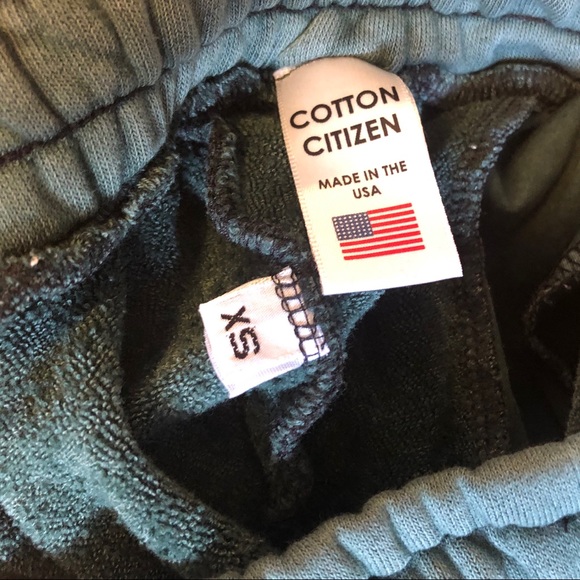 COTTON
CITIZEN
MADE IN THE
USA
XS